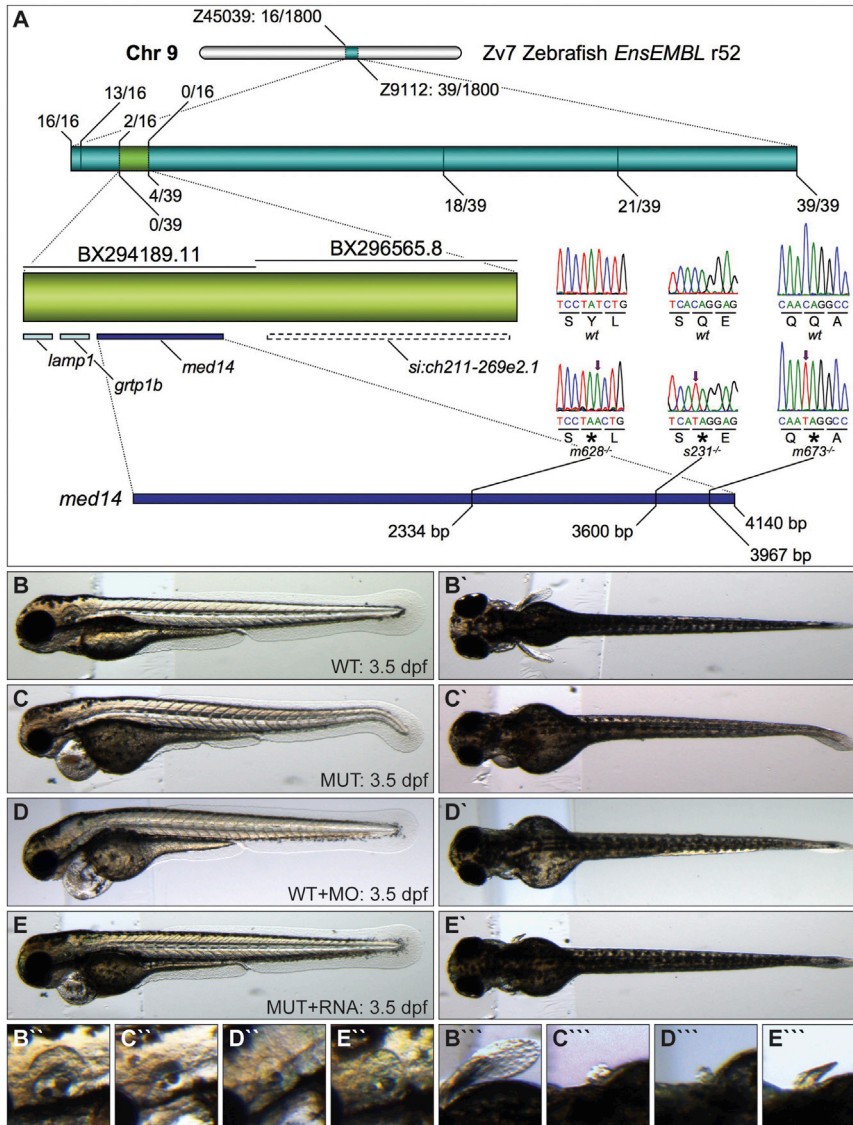 A
Z45039: 16/1800
Chr 9
Zv7 Zebrafish EnsEMBL r52
Z9112: 39/1800
13/16
0/16
16/16
2/16
4/39
0/39
18/39
21/39
39/39
BX294189.11
BX296565.8
lamp1
grtp1b
med14
si:ch211-269e2.1
TCCTATCTG
S Y L
wt
TCACAGGAG
S Q E
wt
CAACAGGCC
Q Q A
wt
TCCTAACTG
S * L
m628-/-
TCATAGGAG
S * E
s231-/-
CAATAGGCC
Q * A
m673-/-
med14
2334 bp
3600 bp
4140 bp
3967 bp
B
WT: 3.5 dpf
B`
C
MUT: 3.5 dpf
C`
D
WT+MO: 3.5 dpf
D`
E
MUT+RNA: 3.5 dpf
E`
B``
C``
D``
E``
B```
C```
D```
E```